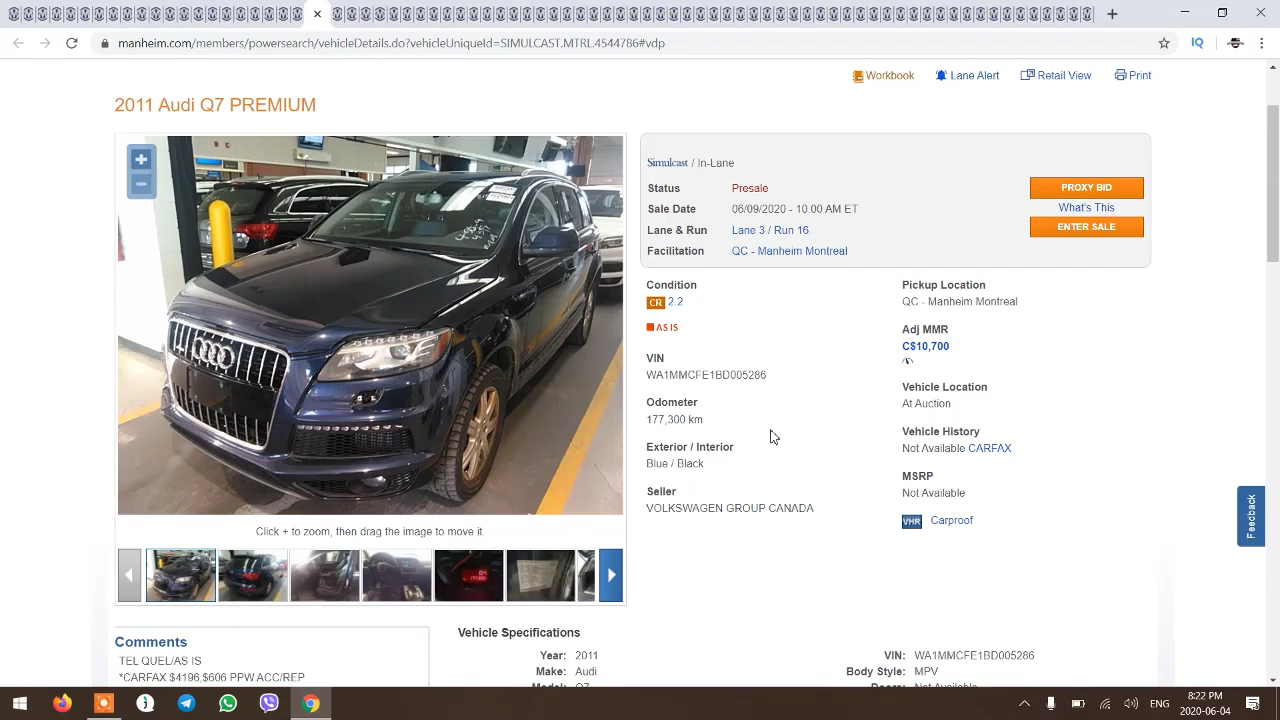 manheim.com/members/powersearch/vehicleDetails.do?vehicleUniqueId=SIMULCAST.MTRL.4544786#vdp
IQ
Workbook
Lane Alert
Retail View
Print
2011 Audi Q7 PREMIUM
Simulcast / In-Lane
Status Presale
Sale Date 06/09/2020 - 10:00 AM ET
Lane & Run Lane 3 / Run 16
Facilitation QC - Manheim Montreal
PROXY BID
What's This
ENTER SALE
Condition
CR 2.2
AS IS
VIN
WA1MMCFE1BD005286
Odometer
177,300 km
Exterior / Interior
Blue / Black
Seller
VOLKSWAGEN GROUP CANADA
Pickup Location
QC - Manheim Montreal
Adj MMR
C$10,700
Vehicle Location
At Auction
Vehicle History
Not Available CARFAX
MSRP
Not Available
VHR Carproof
Feedback
Click + to zoom, then drag the image to move it.
Comments
TEL QUEL/AS IS
*CARFAX $4196,$606 PPW ACC/REP
Vehicle Specifications
Year: 2011
Make: Audi
Model: Q7
VIN: WA1MMCFE1BD005286
Body Style: MPV
Doors: Not Available
ENG
8:22 PM
2020-06-04